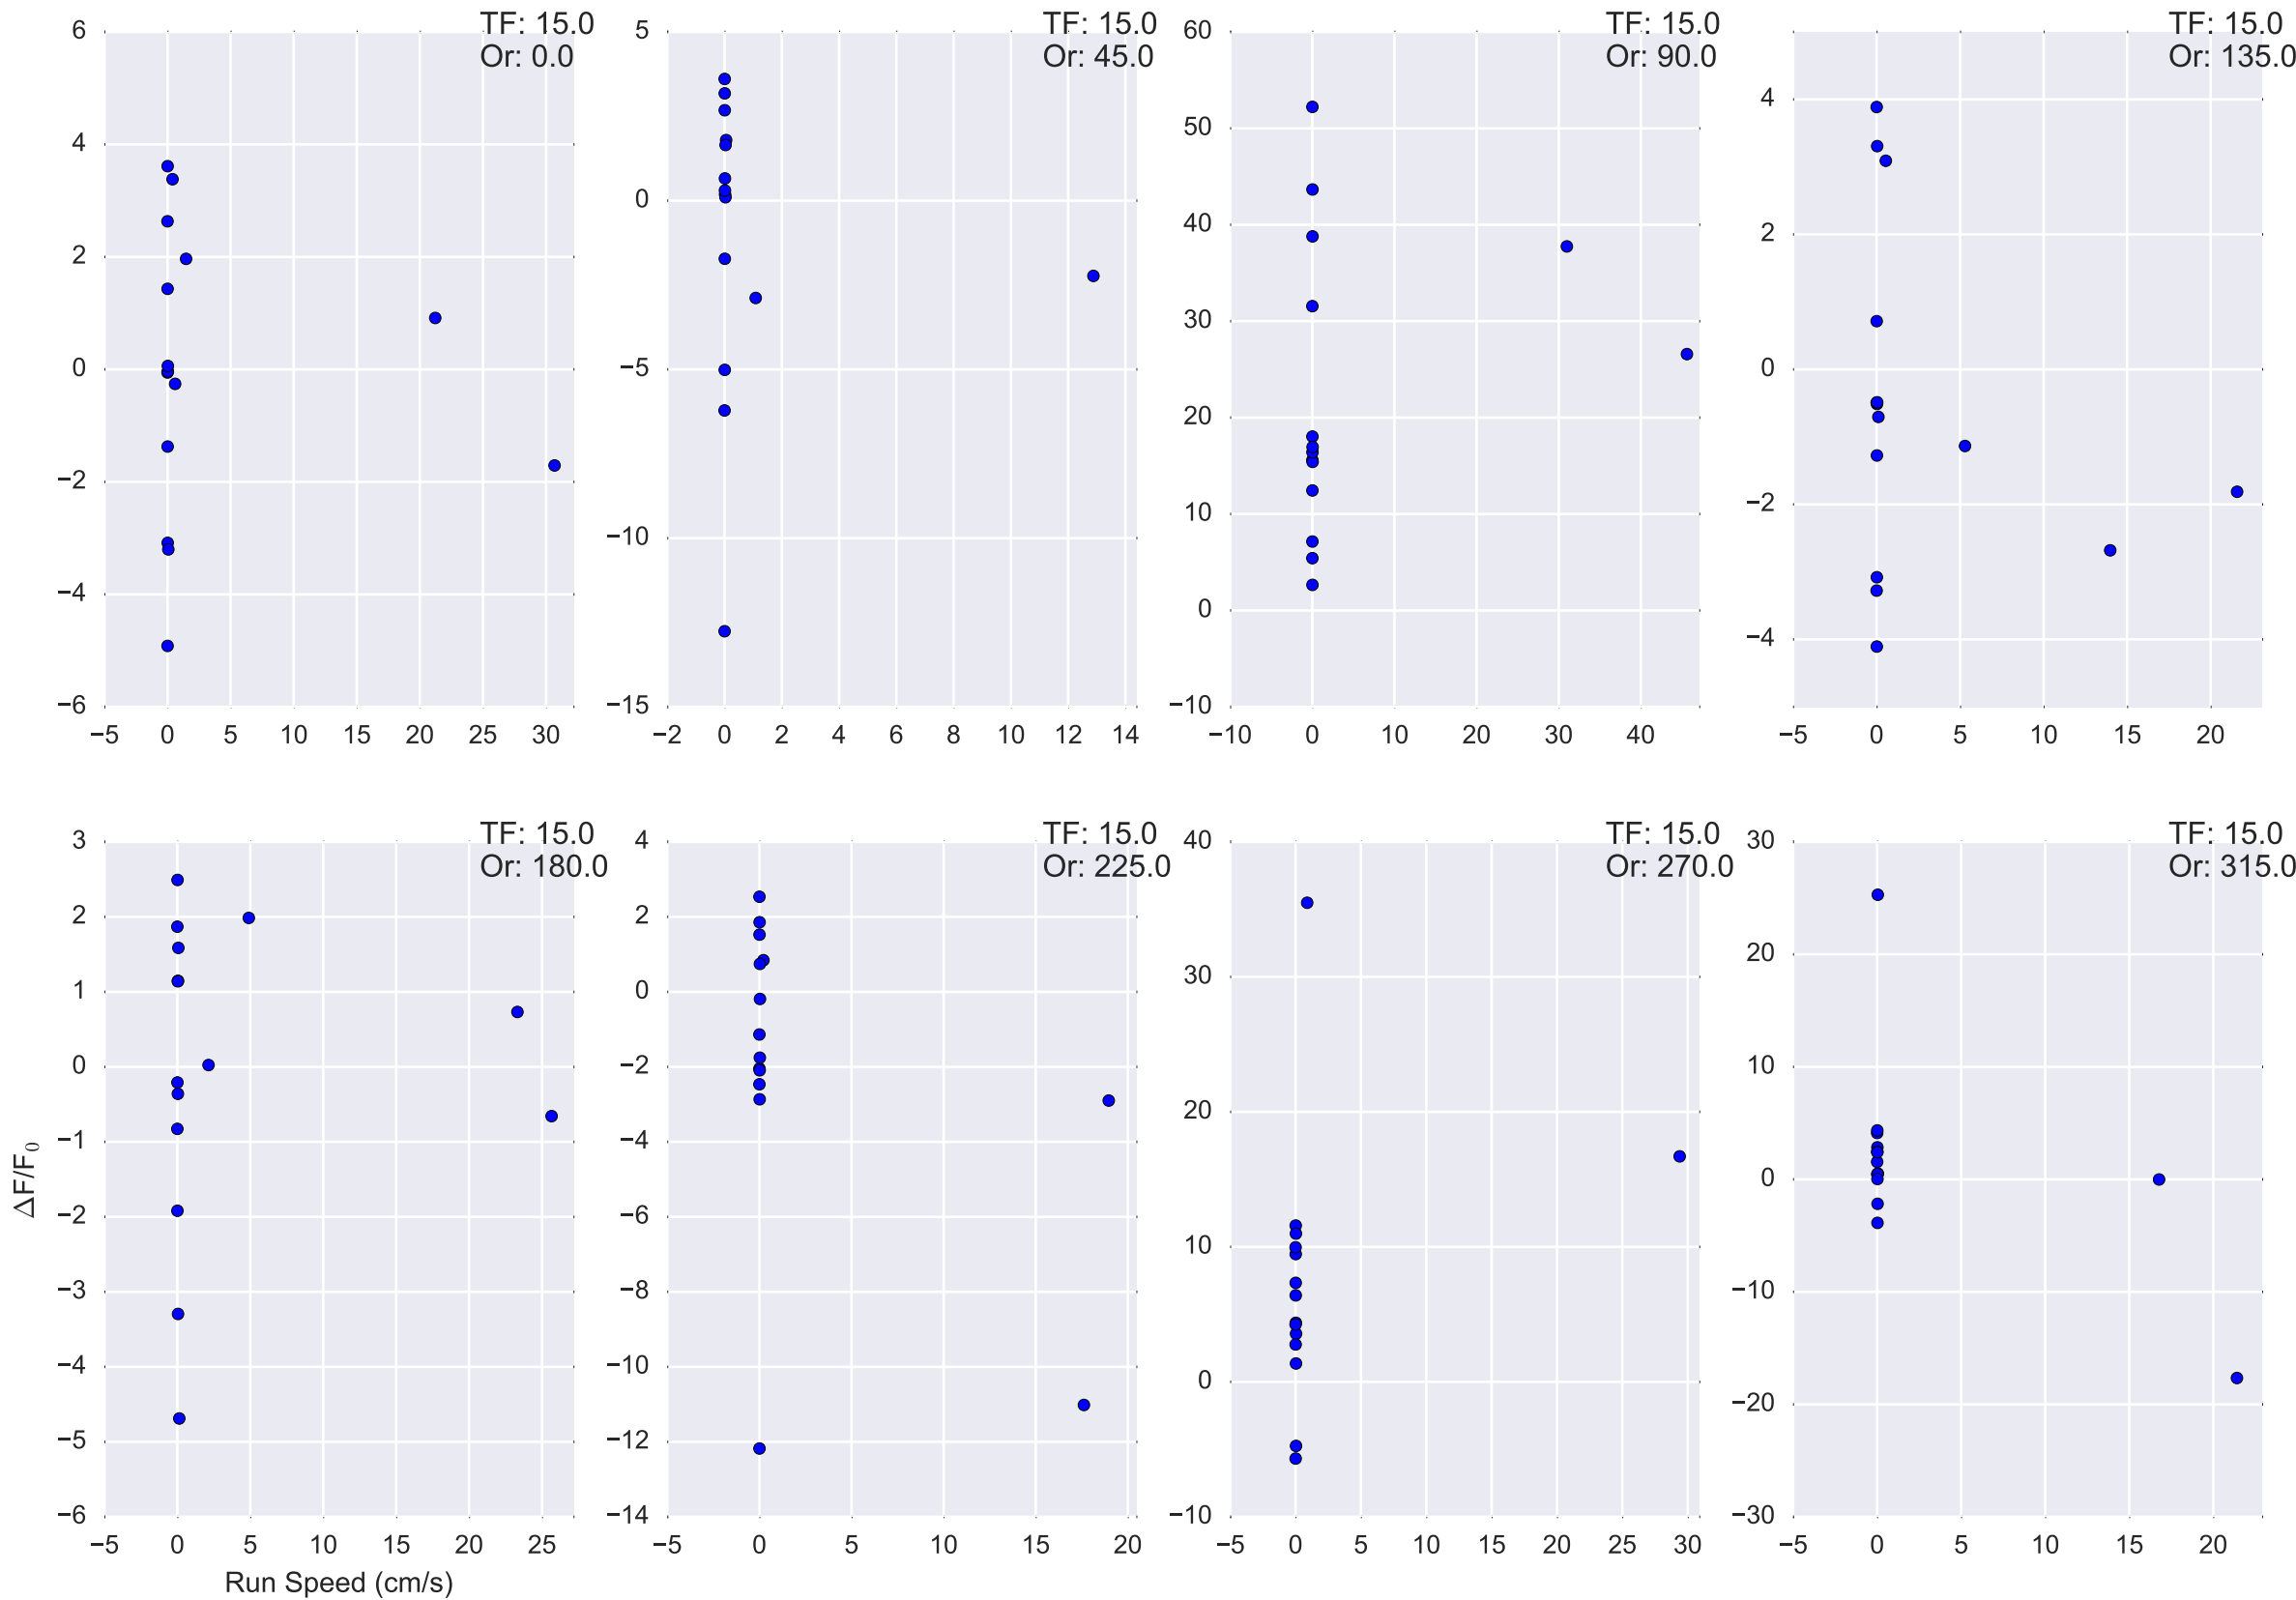 TF: 15.0
Or: 0.0
6
4
2
0
−2
−4
−6
−5 0 5 10 15 20 25 30
TF: 15.0
Or: 45.0
5
0
−5
−10
−15
−2 0 2 4 6 8 10 12 14
TF: 15.0
Or: 90.0
60
50
40
30
20
10
0
−10
−10 0 10 20 30 40
TF: 15.0
Or: 135.0
4
2
0
−2
−4
−5 0 5 10 15 20
TF: 15.0
Or: 180.0
3
2
1
0
−1
−2
−3
−4
−5
−6
ΔF/F₀
−5 0 5 10 15 20 25
Run Speed (cm/s)
TF: 15.0
Or: 225.0
4
2
0
−2
−4
−6
−8
−10
−12
−14
−5 0 5 10 15 20
TF: 15.0
Or: 270.0
40
30
20
10
0
−10
−5 0 5 10 15 20 25 30
TF: 15.0
Or: 315.0
30
20
10
0
−10
−20
−30
−5 0 5 10 15 20